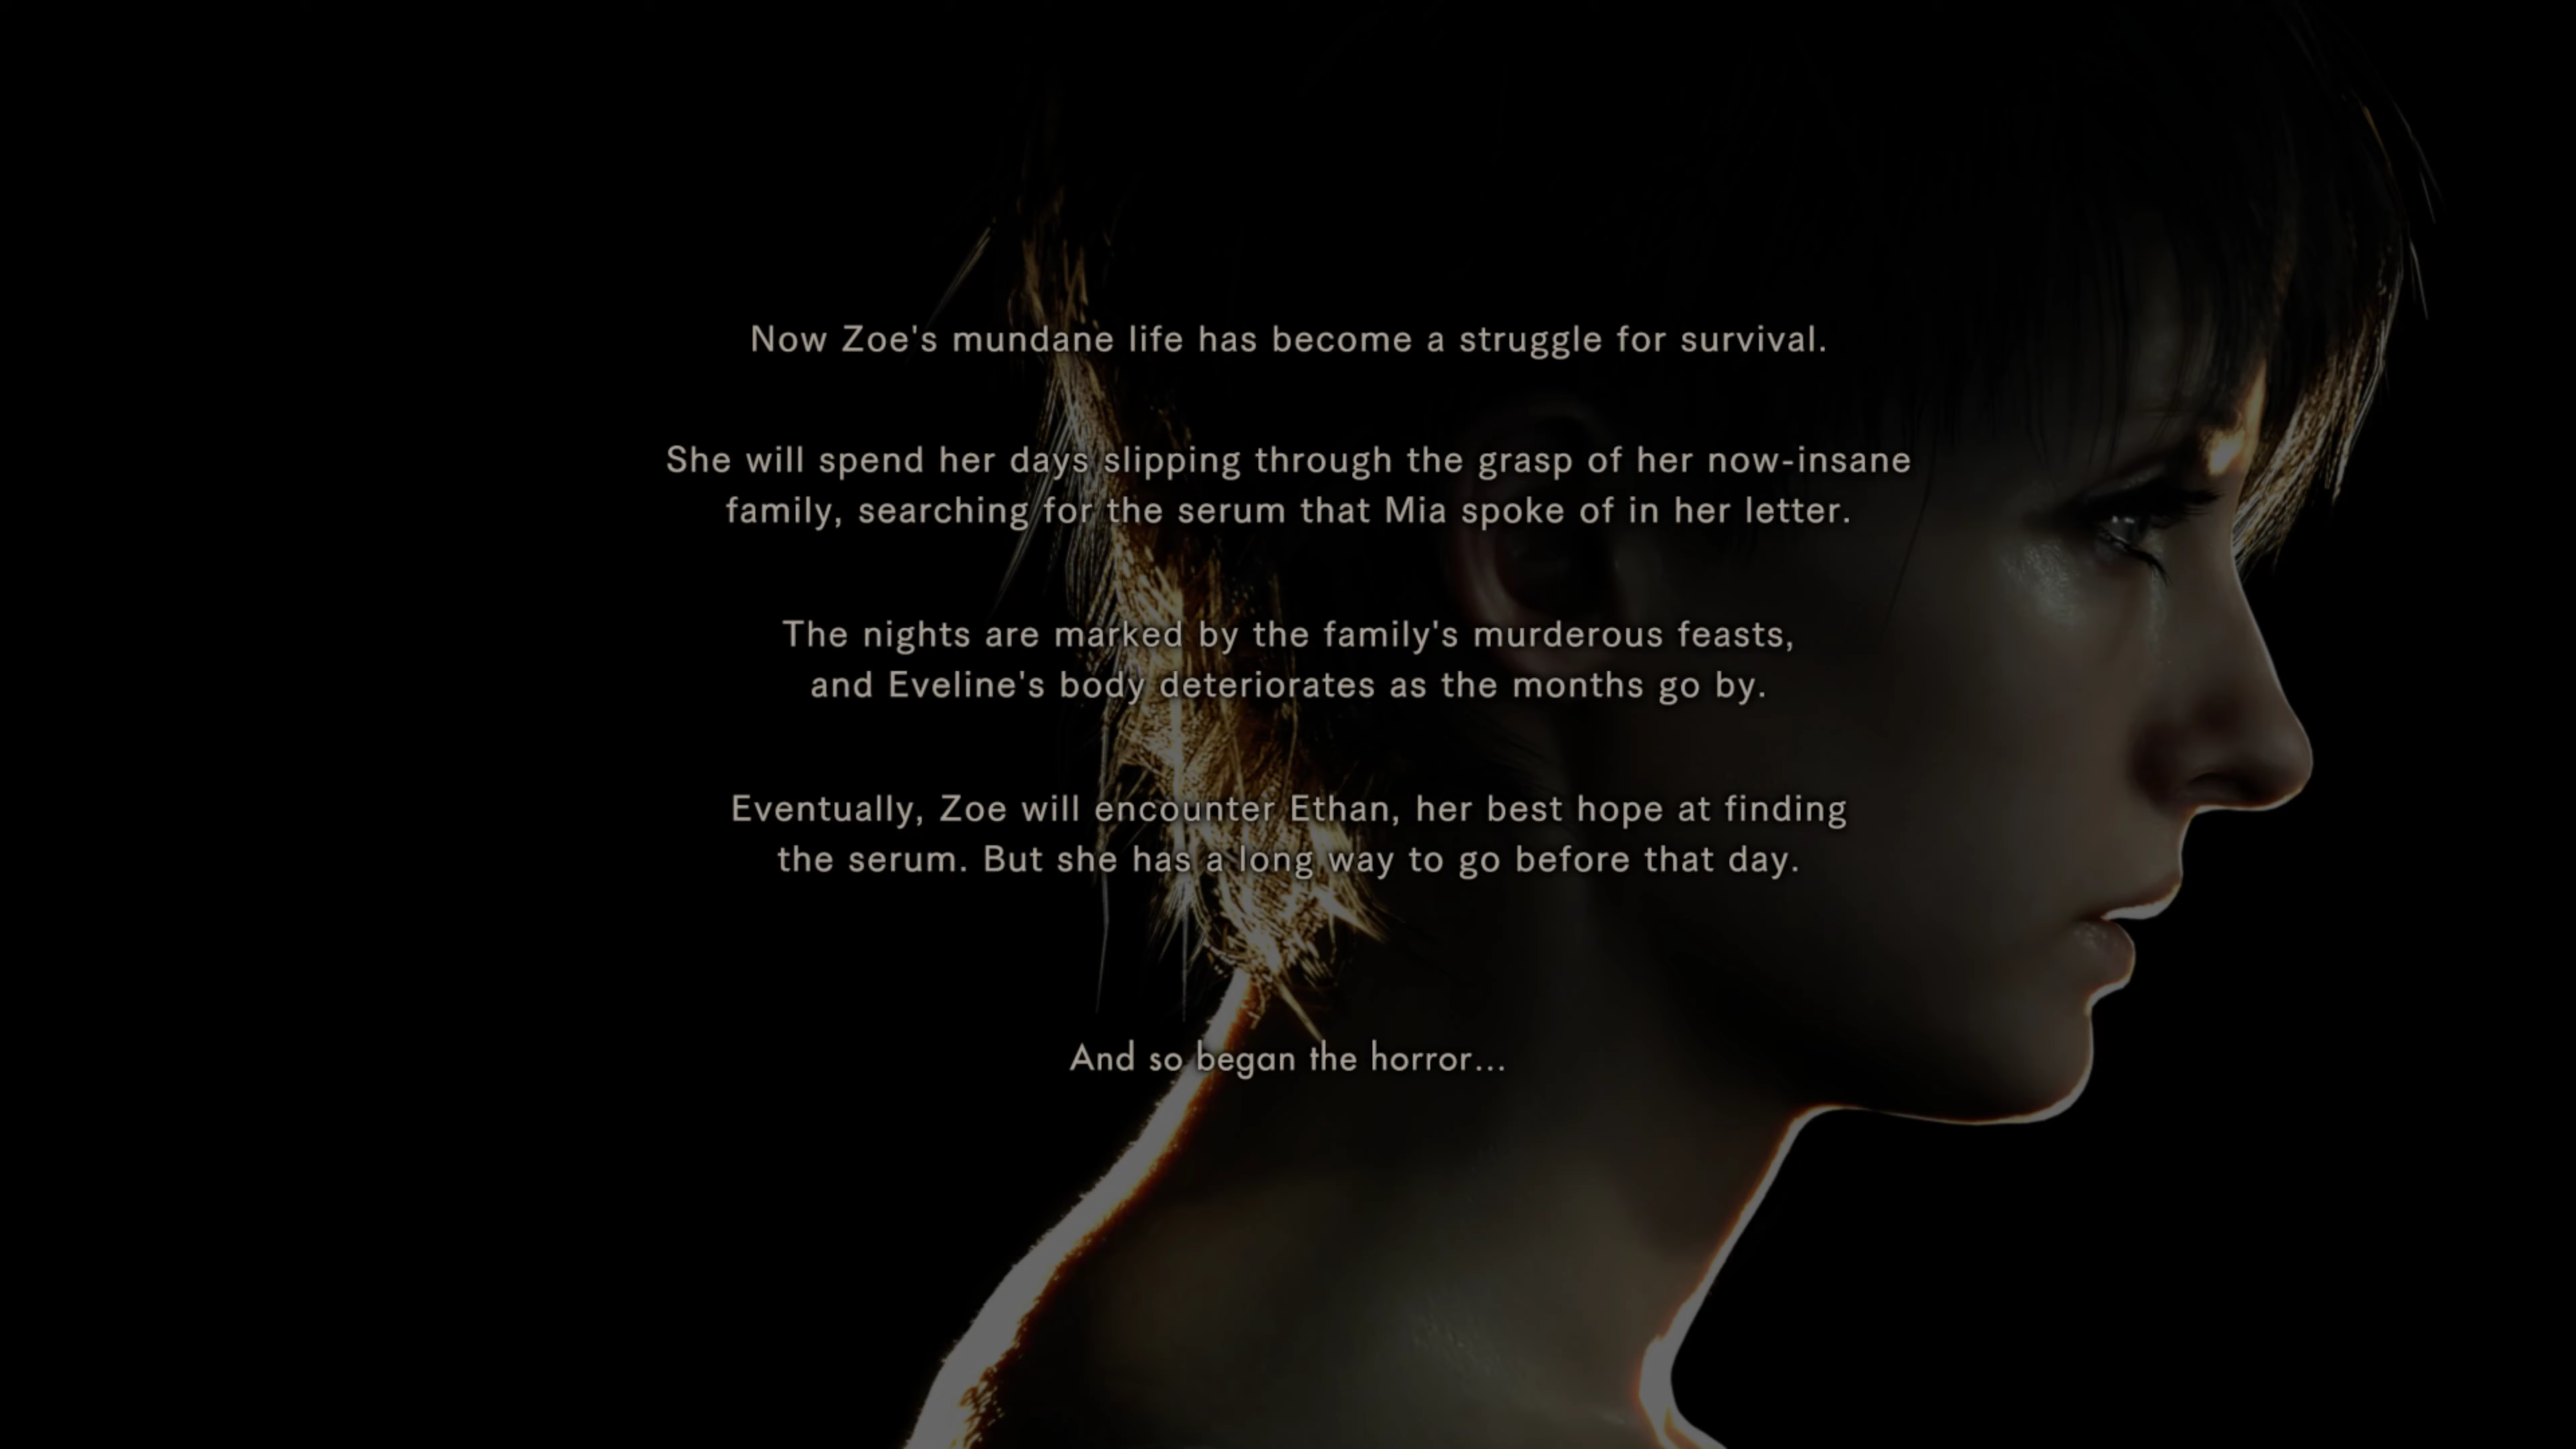 Now Zoe's mundane life has become a struggle for survival.
She will spend her days slipping through the grasp of her now-insane
family, searching for the serum that Mia spoke of in her letter.
The nights are marked by the family's murderous feasts,
and Eveline's body deteriorates as the months go by.
Eventually, Zoe will encounter Ethan, her best hope at finding
the serum. But she has a long way to go before that day.
And so began the horror...